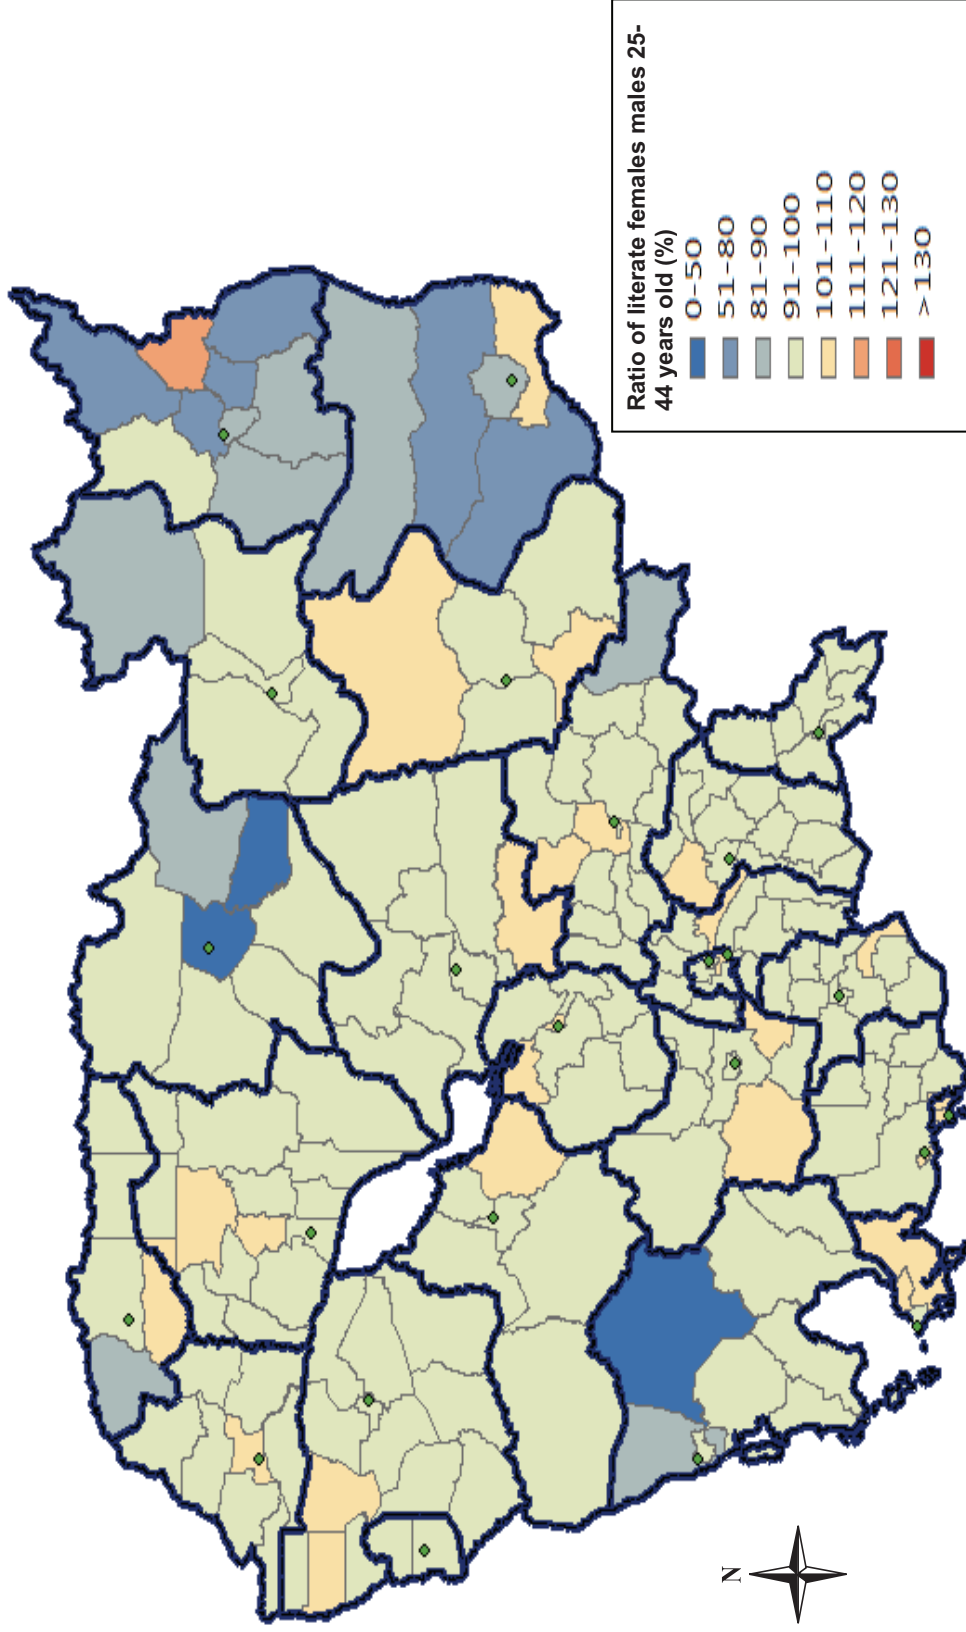 Ratio of literate females males 25-
44 years old (%)
0-50
51-80
81-90
91-100
101-110
111-120
121-130
>130
N